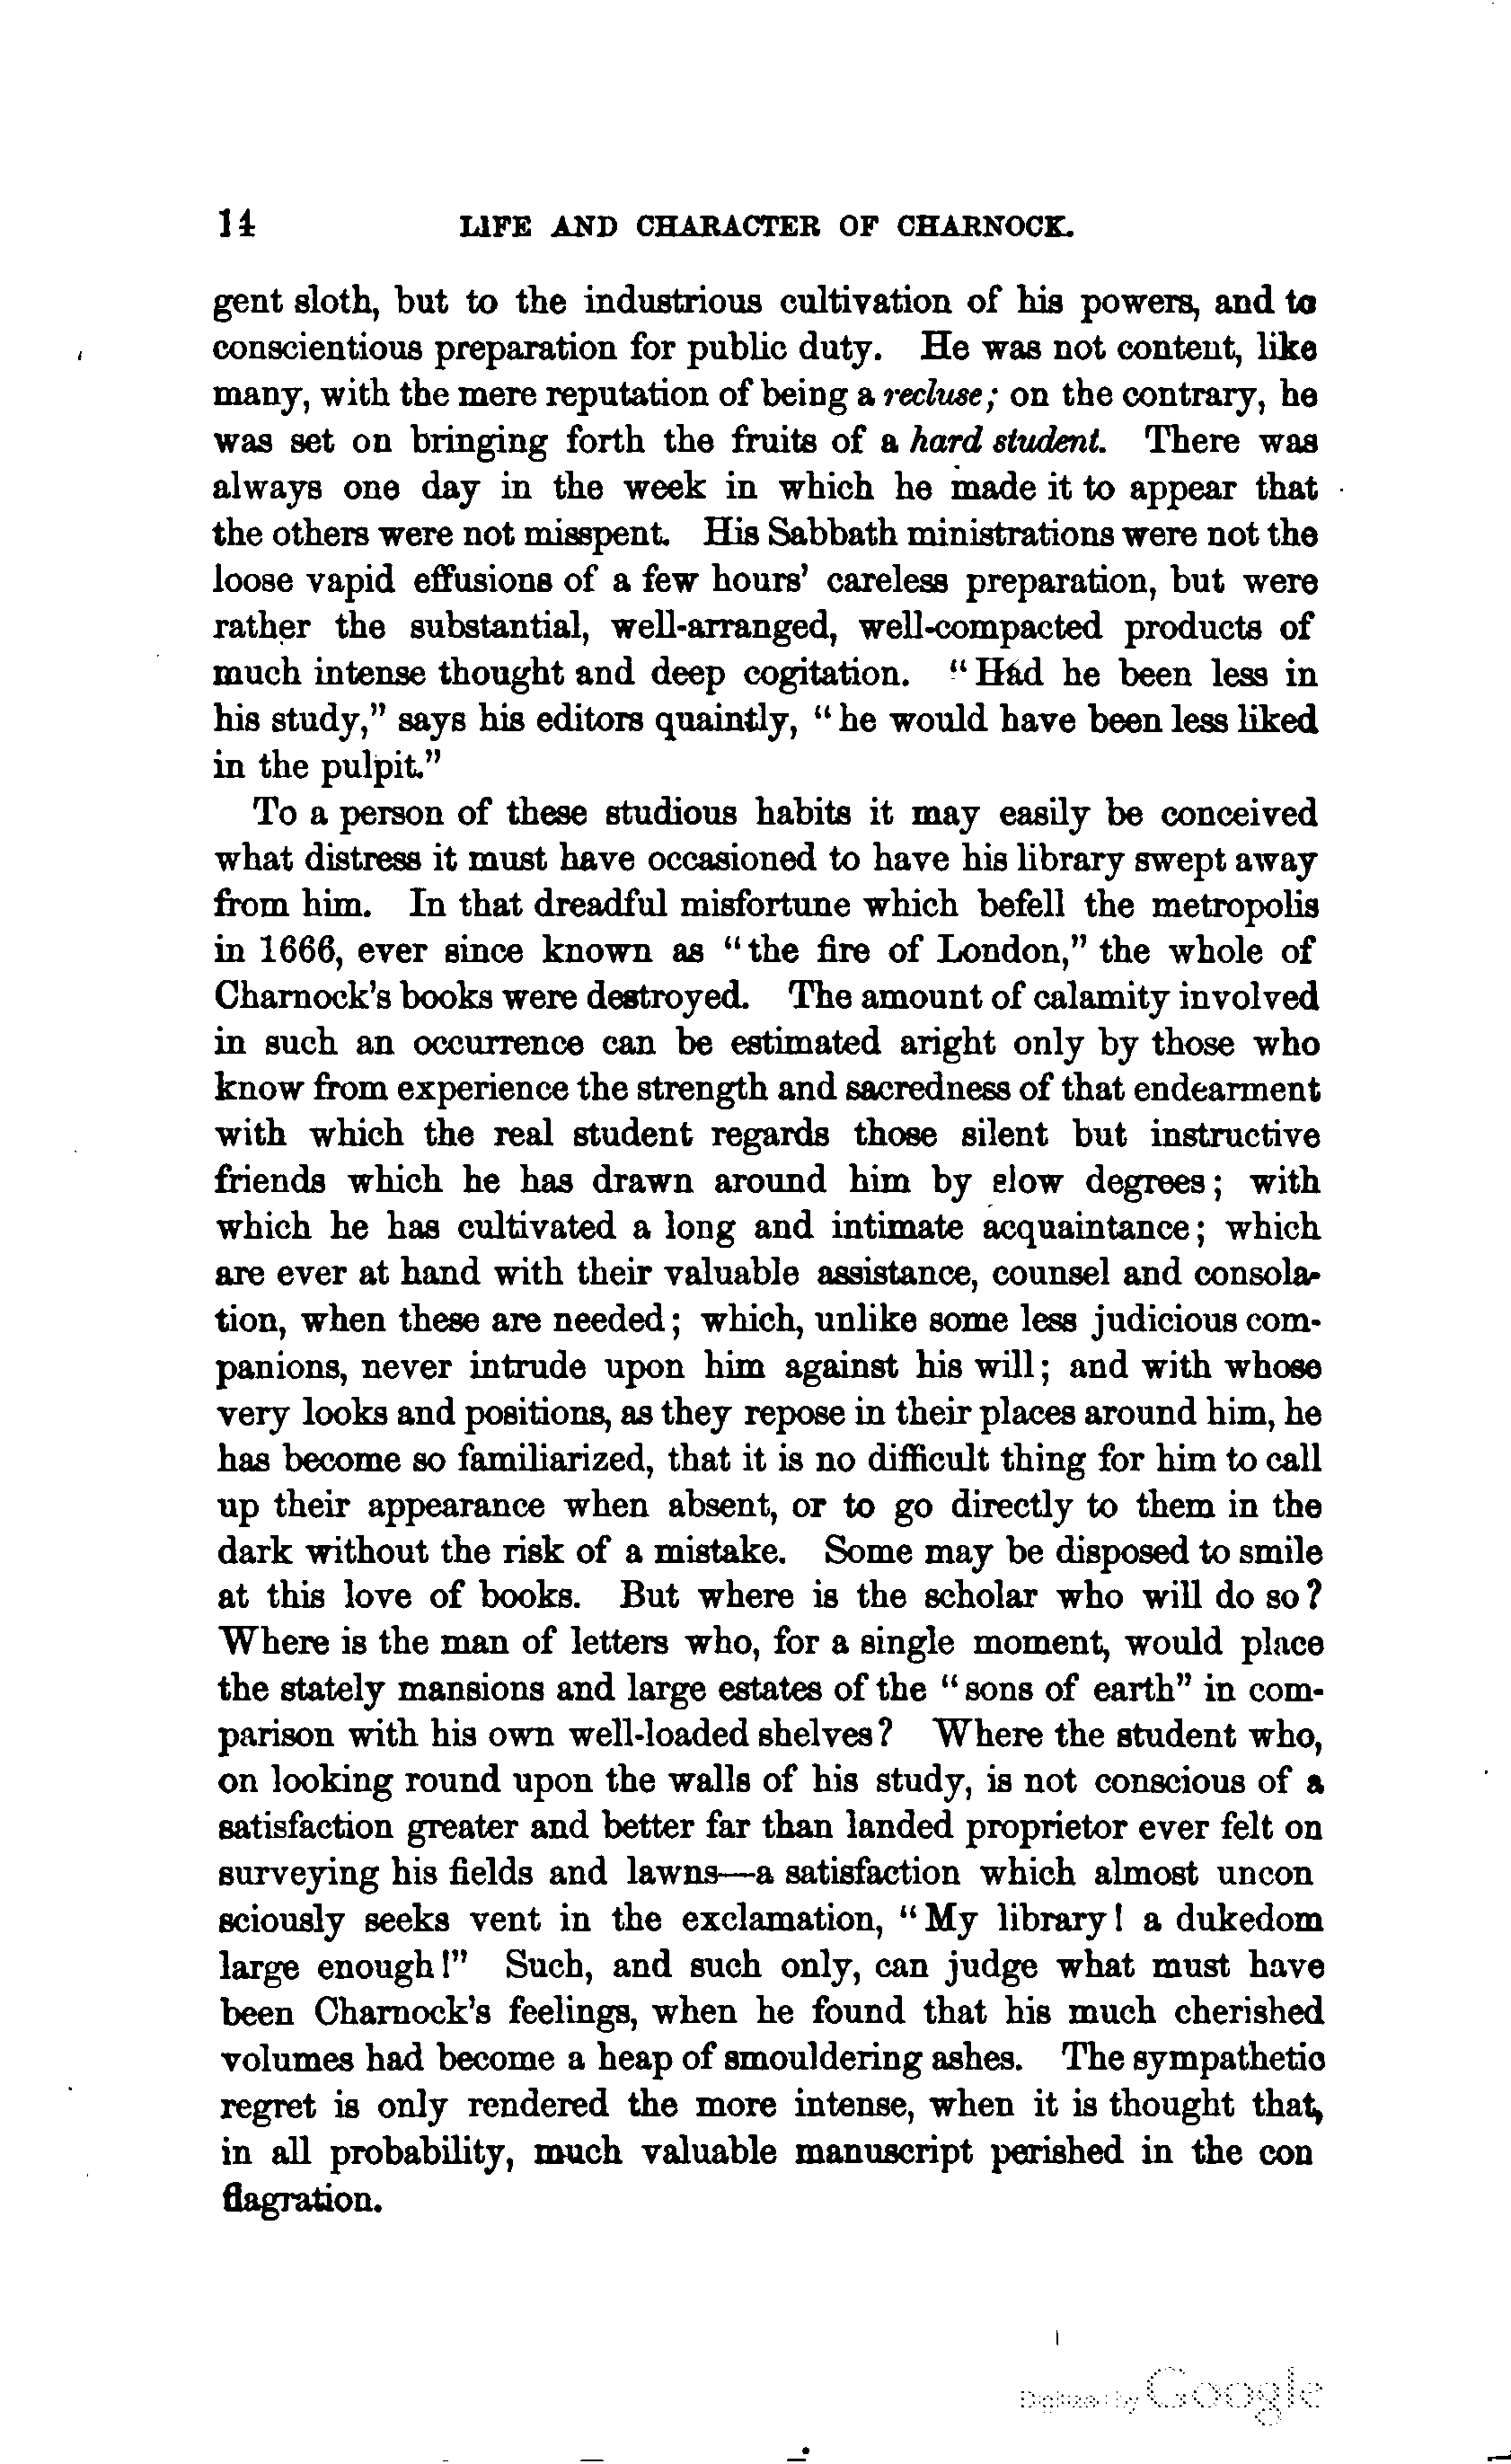 14 LIFE AND CHARACTER OF CHARNOCK.
gent sloth, but to the industrious cultivation of his powers, and to
conscientious preparation for public duty. He was not content, like
many, with the mere reputation of being a recluse; on the contrary, he
was set on bringing forth the fruits of a hard student. There was
always one day in the week in which he made it to appear that
the others were not misspent. His Sabbath ministrations were not the
loose vapid effusions of a few hours' careless preparation, but were
rather the substantial, well-arranged, well-compacted products of
much intense thought and deep cogitation. "Had he been less in
his study," says his editors quaintly, "he would have been less liked
in the pulpit."
To a person of these studious habits it may easily be conceived
what distress it must have occasioned to have his library swept away
from him. In that dreadful misfortune which befell the metropolis
in 1666, ever since known as "the fire of London," the whole of
Charnock's books were destroyed. The amount of calamity involved
in such an occurrence can be estimated aright only by those who
know from experience the strength and sacredness of that endearment
with which the real student regards those silent but instructive
friends which he has drawn around him by slow degrees; with
which he has cultivated a long and intimate acquaintance; which
are ever at hand with their valuable assistance, counsel and consola-
tion, when these are needed; which, unlike some less judicious com-
panions, never intrude upon him against his will; and with whose
very looks and positions, as they repose in their places around him, he
has become so familiarized, that it is no difficult thing for him to call
up their appearance when absent, or to go directly to them in the
dark without the risk of a mistake. Some may be disposed to smile
at this love of books. But where is the scholar who will do so?
Where is the man of letters who, for a single moment, would place
the stately mansions and large estates of the "sons of earth" in com-
parison with his own well-loaded shelves? Where the student who,
on looking round upon the walls of his study, is not conscious of a
satisfaction greater and better far than landed proprietor ever felt on
surveying his fields and lawns—a satisfaction which almost uncon
sciously seeks vent in the exclamation, "My library! a dukedom
large enough!" Such, and such only, can judge what must have
been Charnock's feelings, when he found that his much cherished
volumes had become a heap of smouldering ashes. The sympathetic
regret is only rendered the more intense, when it is thought that,
in all probability, much valuable manuscript perished in the con
flagration.
Digitized by Google